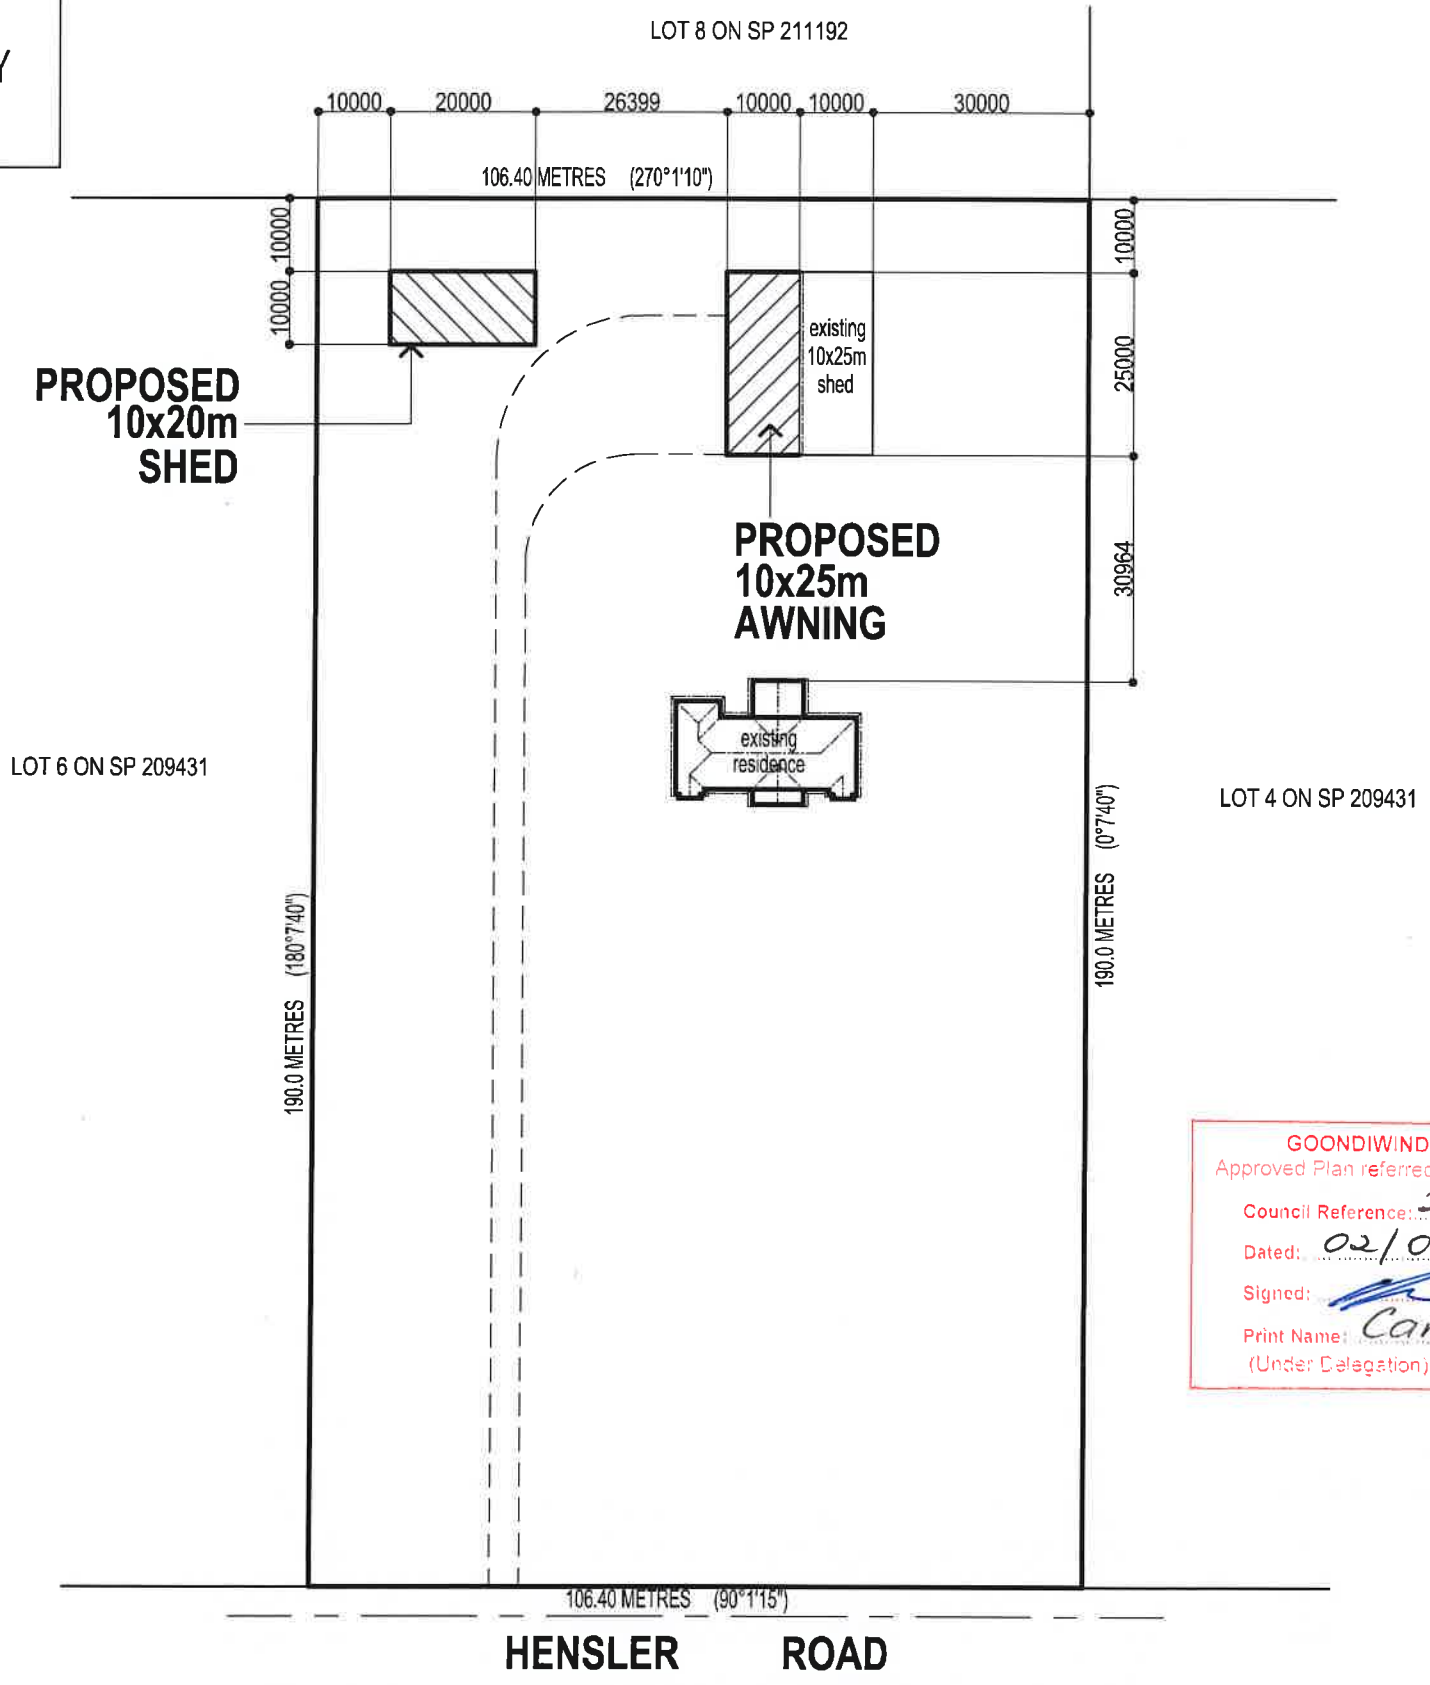 Y
LOT 8 ON SP 211192
10000 20000 26399 10000 10000 30000
106.40 METRES (270°1'10")
10000
10000
10000
25000
30964
existing
10x25m
shed
PROPOSED
10x20m
SHED
PROPOSED
10x25m
AWNING
existing
residence
LOT 6 ON SP 209431
LOT 4 ON SP 209431
190.0 METRES (180°7'40")
190.0 METRES (0°7'40")
GOONDIWIND
Approved Plan referred
Council Reference:
Dated: 02/0
Signed:
Print Name: Car
(Under Delegation)
106.40 METRES (90°1'15")
HENSLER ROAD